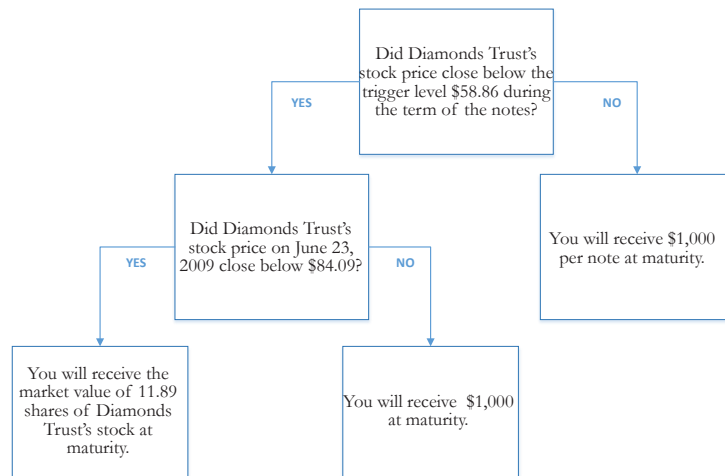 Did Diamonds Trust's
stock price close below the
trigger level $58.86 during
the term of the notes?
YES
NO
Did Diamonds Trust's
stock price on June 23,
2009 close below $84.09?
You will receive $1,000
per note at maturity.
YES
NO
You will receive the
market value of 11.89
shares of Diamonds
Trust's stock at
maturity.
You will receive  $1,000
at maturity.